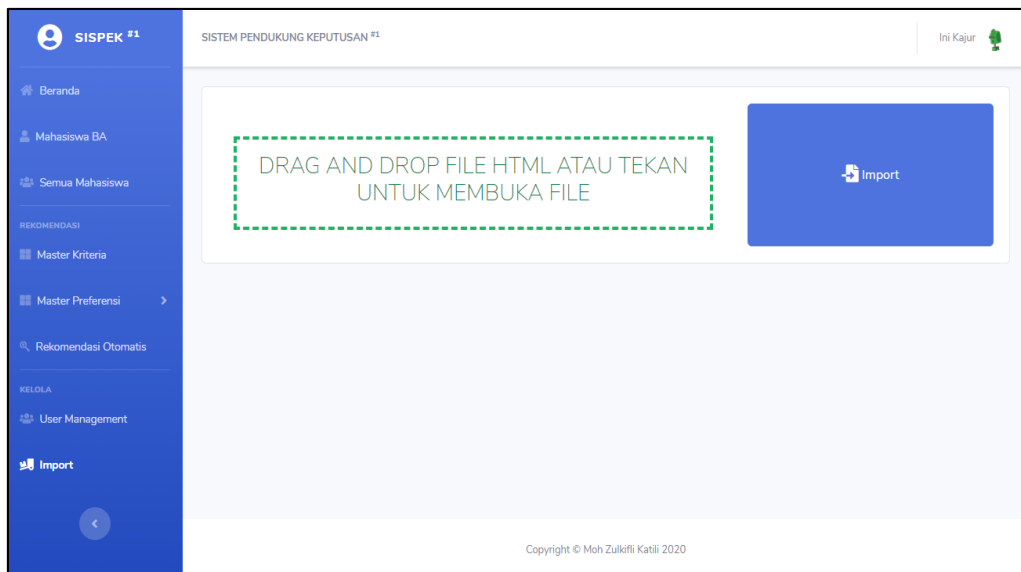 SISPEK #1
SISTEM PENDUKUNG KEPUTUSAN #1
Ini Kajur
Beranda
Mahasiswa BA
Semua Mahasiswa
REKOMENDASI
Master Kriteria
Master Preferensi
Rekomendasi Otomatis
KELOLA
User Management
Import
DRAG AND DROP FILE HTML ATAU TEKAN
UNTUK MEMBUKA FILE
Import
Copyright © Moh Zulkifli Katili 2020